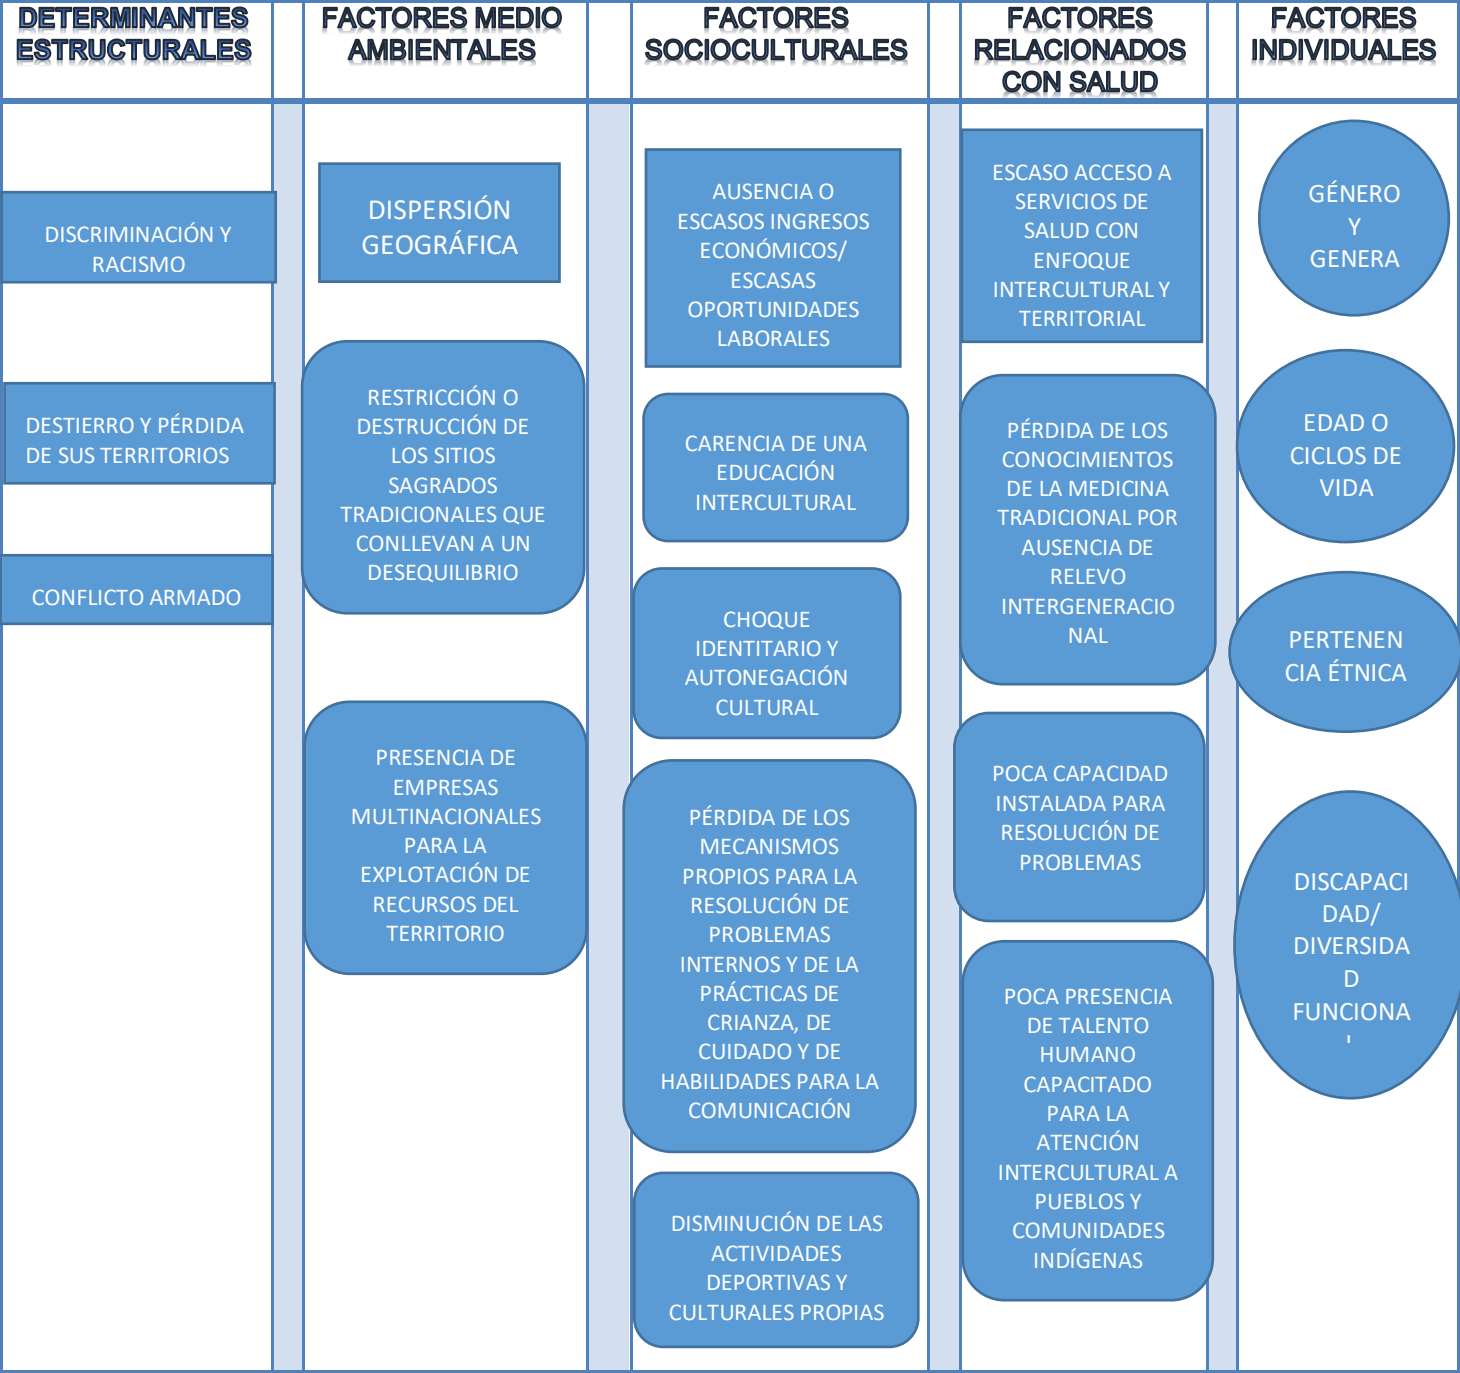 DETERMINANTES
ESTRUCTURALES
FACTORES MEDIO
AMBIENTALES
FACTORES
SOCIOCULTURALES
FACTORES
RELACIONADOS
CON SALUD
FACTORES
INDIVIDUALES
DISCRIMINACIÓN Y
RACISMO
DESTIERRO Y PÉRDIDA
DE SUS TERRITORIOS
CONFLICTO ARMADO
DISPERSIÓN
GEOGRÁFICA
RESTRICCIÓN O
DESTRUCCIÓN DE
LOS SITIOS
SAGRADOS
TRADICIONALES QUE
CONLLEVAN A UN
DESEQUILIBRIO
PRESENCIA DE
EMPRESAS
MULTINACIONALES
PARA LA
EXPLOTACIÓN DE
RECURSOS DEL
TERRITORIO
AUSENCIA O
ESCASOS INGRESOS
ECONÓMICOS/
ESCASAS
OPORTUNIDADES
LABORALES
CARENCIA DE UNA
EDUCACIÓN
INTERCULTURAL
CHOQUE
IDENTITARIO Y
AUTONEGACIÓN
CULTURAL
PÉRDIDA DE LOS
MECANISMOS
PROPIOS PARA LA
RESOLUCIÓN DE
PROBLEMAS
INTERNOS Y DE LA
PRÁCTICAS DE
CRIANZA, DE
CUIDADO Y DE
HABILIDADES PARA LA
COMUNICACIÓN
DISMINUCIÓN DE LAS
ACTIVIDADES
DEPORTIVAS Y
CULTURALES PROPIAS
ESCASO ACCESO A
SERVICIOS DE
SALUD CON
ENFOQUE
INTERCULTURAL Y
TERRITORIAL
PÉRDIDA DE LOS
CONOCIMIENTOS
DE LA MEDICINA
TRADICIONAL POR
AUSENCIA DE
RELEVO
INTERGENERACIO
NAL
POCA CAPACIDAD
INSTALADA PARA
RESOLUCIÓN DE
PROBLEMAS
POCA PRESENCIA
DE TALENTO
HUMANO
CAPACITADO
PARA LA
ATENCIÓN
INTERCULTURAL A
PUEBLOS Y
COMUNIDADES
INDÍGENAS
GÉNERO
Y
GENERA
EDAD O
CICLOS DE
VIDA
PERTENEN
CIA ÉTNICA
DISCAPACI
DAD/
DIVERSIDA
D
FUNCIONA